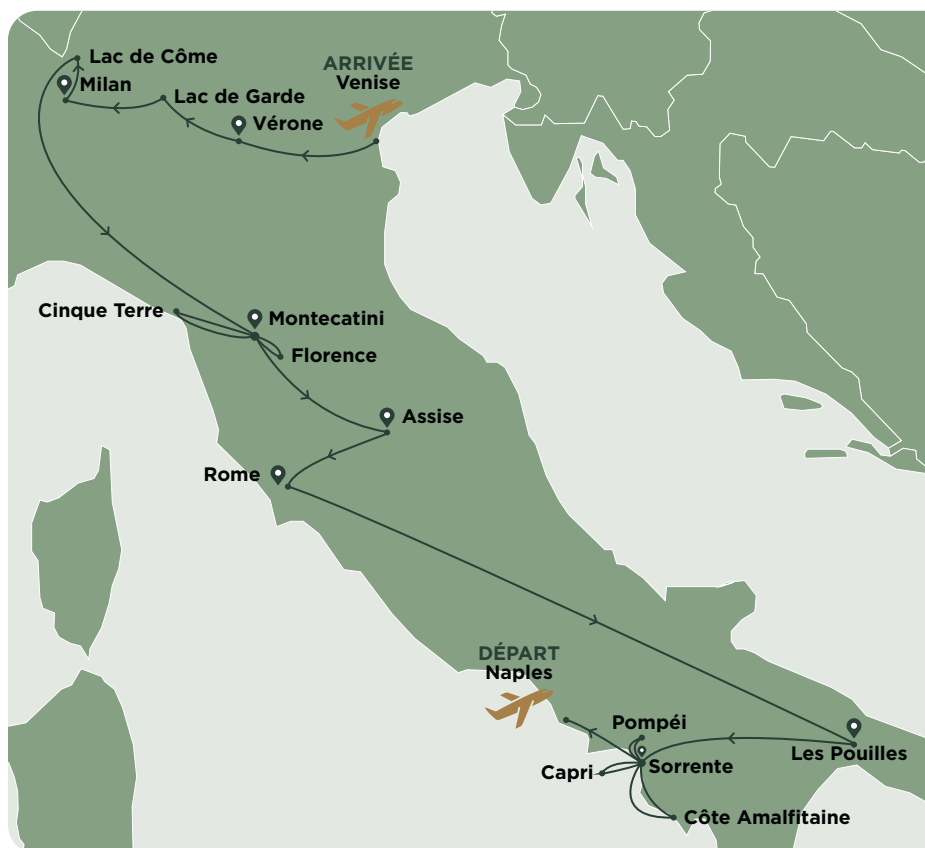 Lac de Côme
ARRIVÉE
Venise
Milan
Lac de Garde
Vérone
Cinque Terre
Montecatini
Florence
Assise
Rome
DÉPART
Naples
Pompéi
Les Pouilles
Capri
Sorrente
Côte Amalfitaine